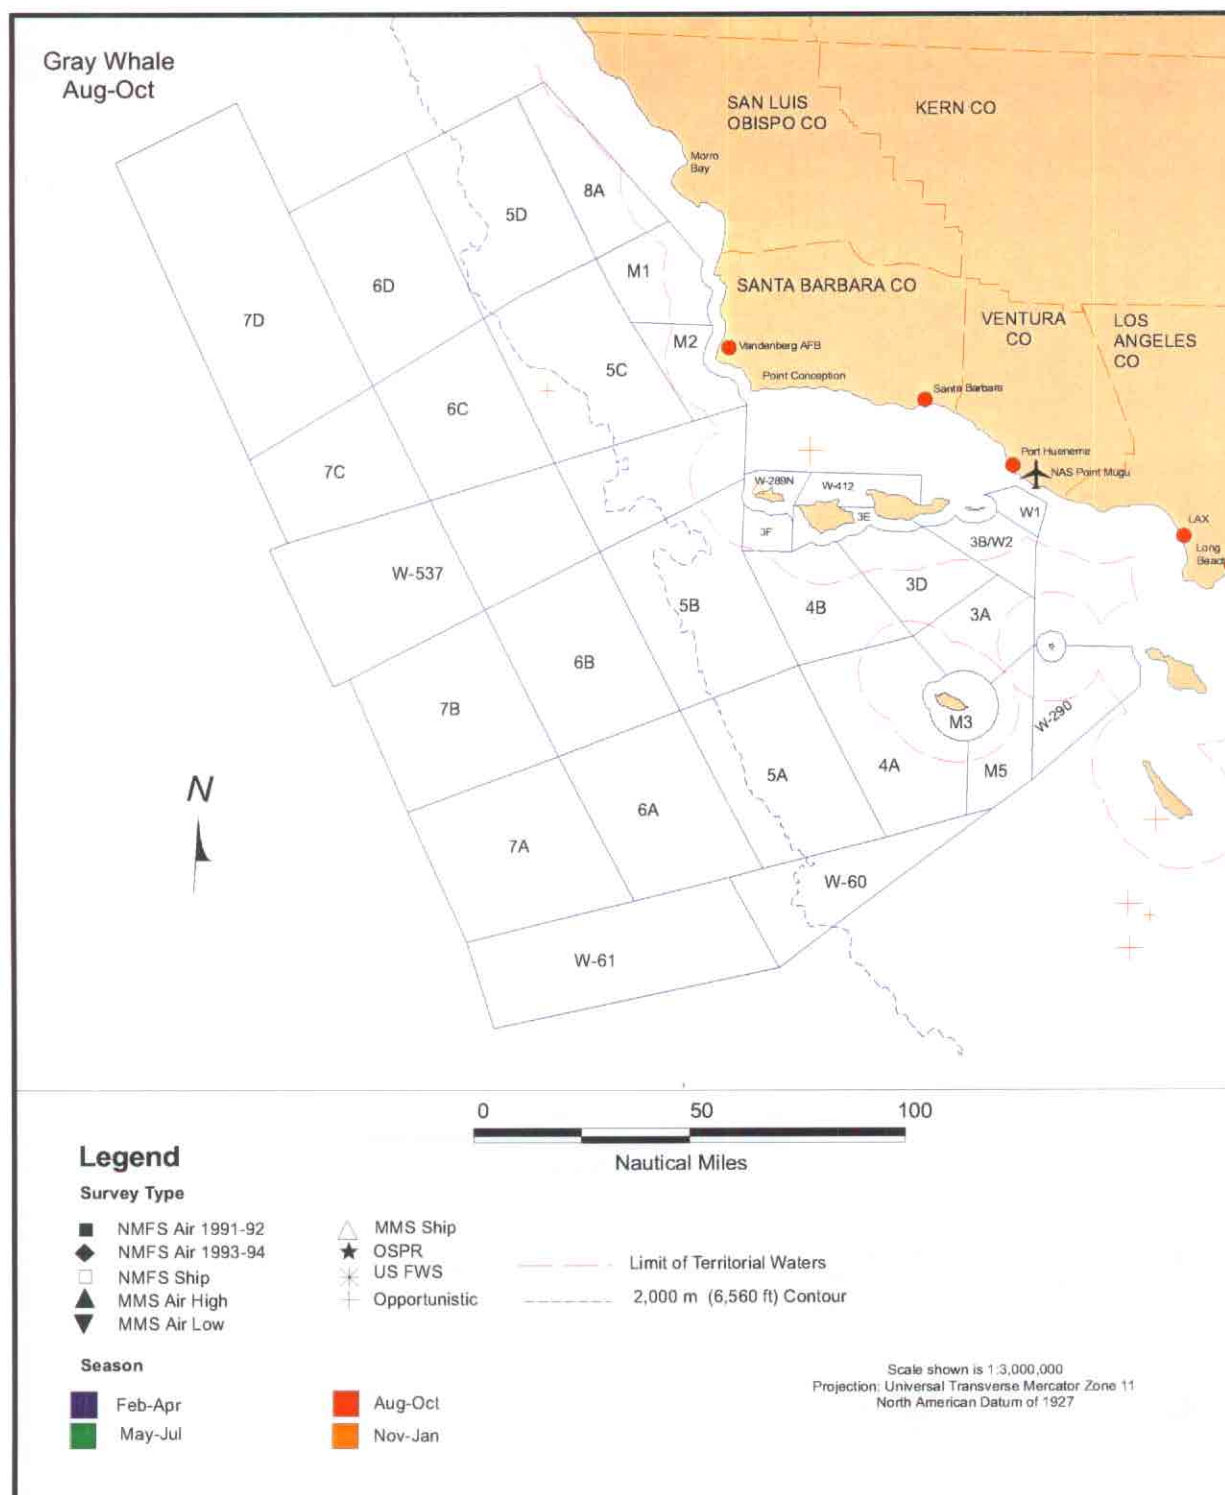 Gray Whale
Aug-Oct
SAN LUIS
OBISPO CO
KERN CO
Morro
Bay
8A
5D
M1
6D
SANTA BARBARA CO
7D
VENTURA
CO
LOS
ANGELES
CO
M2
Vandenberg AFB
5C
Point Conception
Santa Barbara
6C
Port Hueneme
7C
NAS Point Mugu
W-289N
W-412
W1
3E
LAX
3F
3B/W2
Long
Beach
W-537
3D
5B
4B
3A
6B
7B
M3
W-290
4A
M5
5A
N
6A
7A
W-60
W-61
0
50
100
Nautical Miles
Legend
Survey Type
NMFS Air 1991-92
NMFS Air 1993-94
NMFS Ship
MMS Air High
MMS Air Low
MMS Ship
OSPR
US FWS
Opportunistic
Limit of Territorial Waters
2,000 m (6,560 ft) Contour
Season
Feb-Apr
May-Jul
Aug-Oct
Nov-Jan
Scale shown is 1:3,000,000
Projection: Universal Transverse Mercator Zone 11
North American Datum of 1927